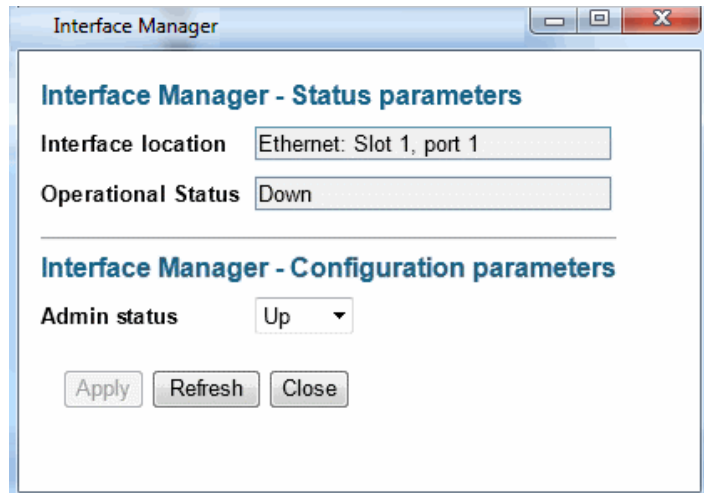 Interface Manager
Interface Manager - Status parameters
Interface location Ethernet: Slot 1, port 1
Operational Status Down
Interface Manager - Configuration parameters
Admin status Up
Apply Refresh Close